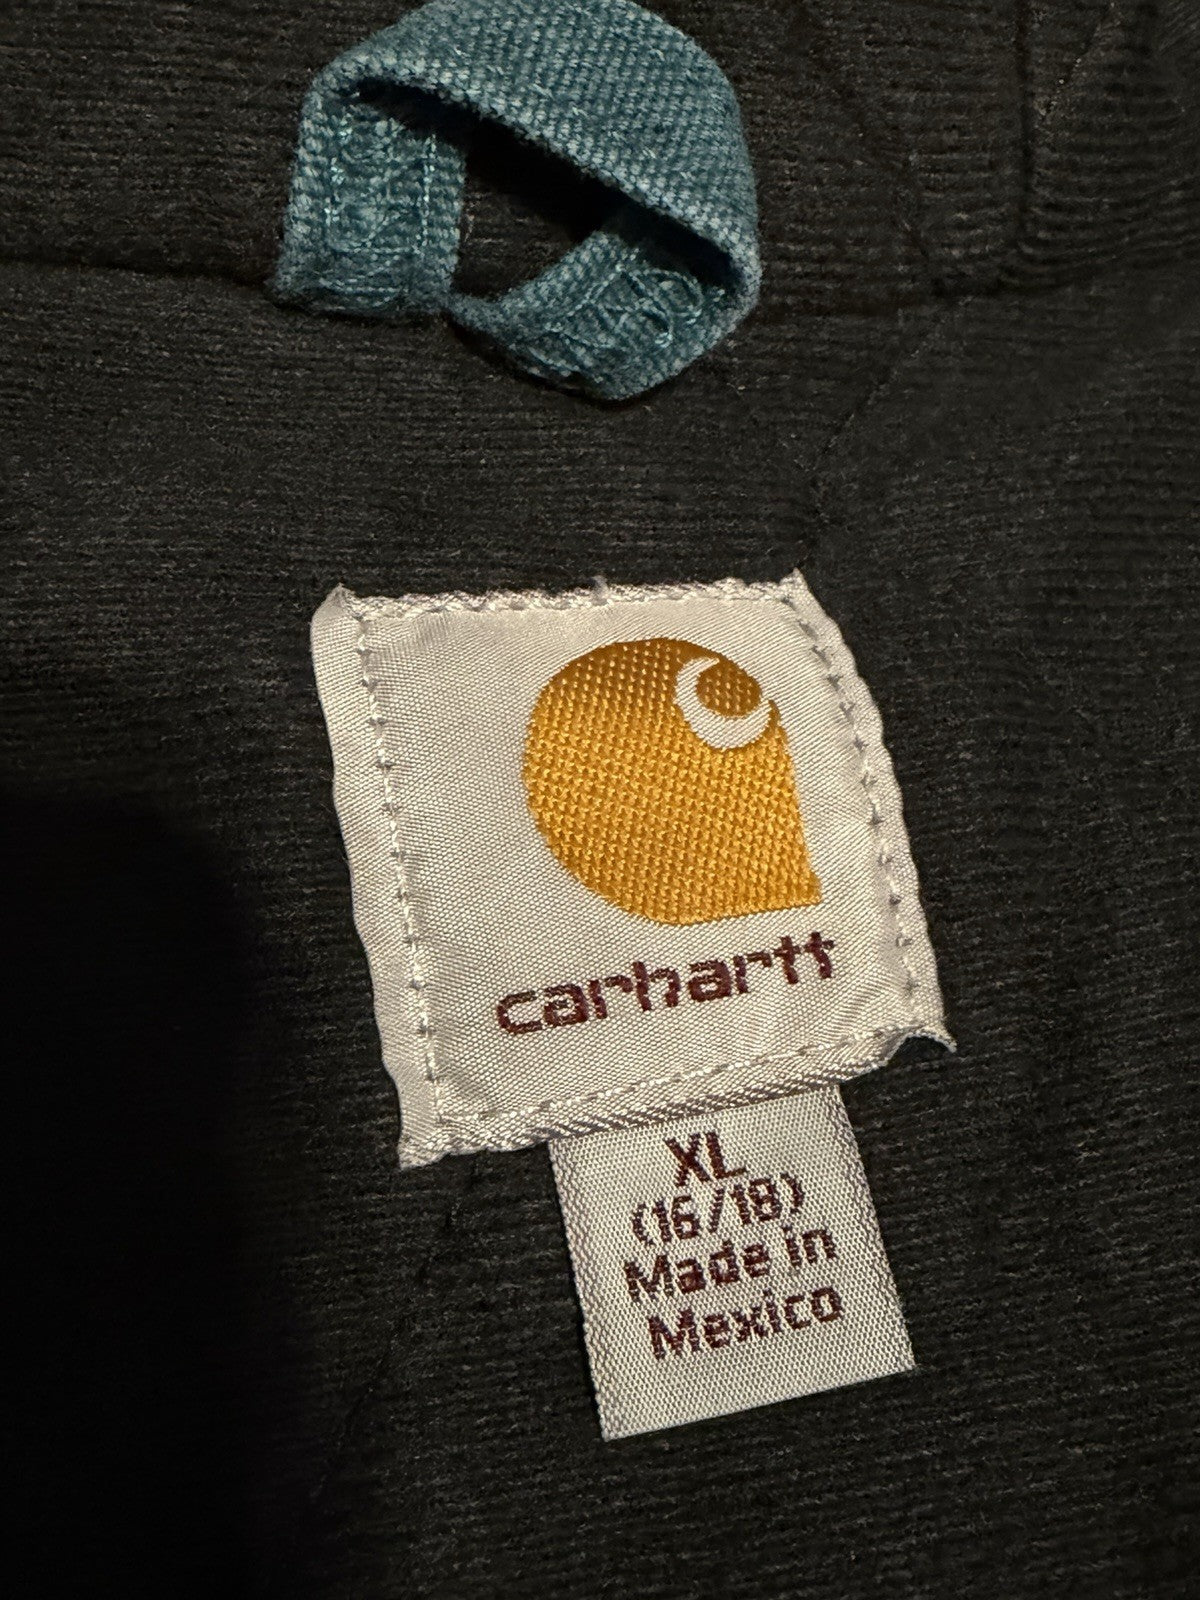 carhartt
XL
(16/18)
Made in
Mexico